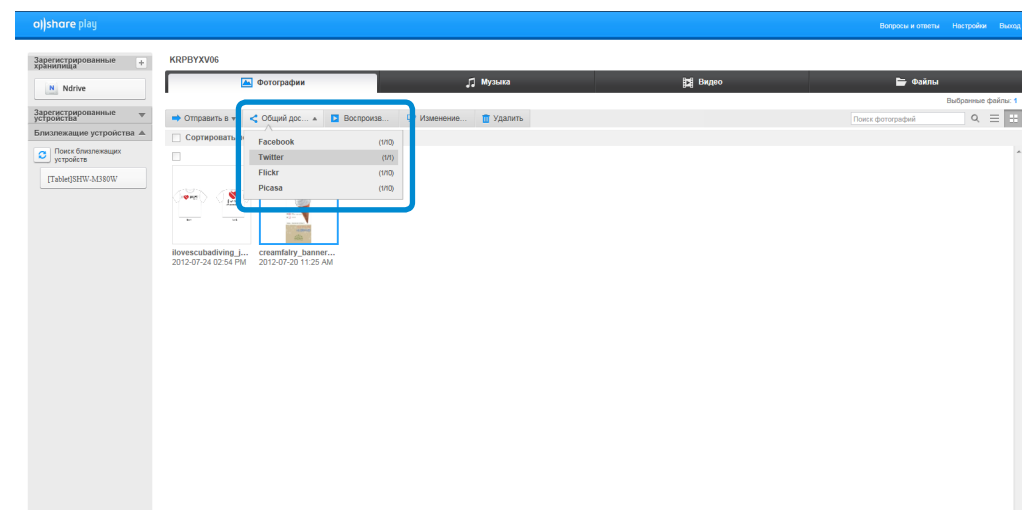 allshare play
Вопросы и ответы Настройки Выход
Зарегистрированные хранилища
+
N Ndrive
Зарегистрированные устройства
Близлежащие устройства
Поиск близлежащих устройств
[Tablet]SHW-M380W
KRPBYXV06
Фотографии Музыка Видео Файлы
Выбранные файлы: 1
Отправить в Общий дос... Воспроизв... Изменение... Удалить
Поиск фотографий
Сортировать
Facebook (1/10)
Twitter (1/1)
Flickr (1/10)
Picasa (1/10)
ilovescubadiving_j... creamfalry_banner...
2012-07-24 02:54 PM 2012-07-20 11:25 AM